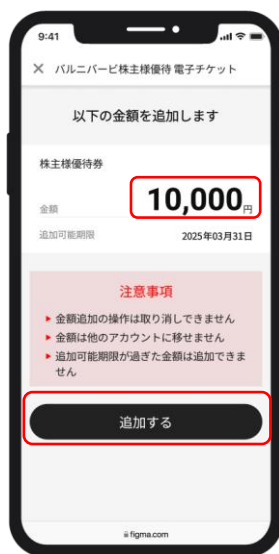 9:41
× バルニバービ株主様優待 電子チケット
以下の金額を追加します
株主様優待券
金額 10,000円
追加可能期限 2025年03月31日
注意事項
▶ 金額追加の操作は取り消しできません
▶ 金額は他のアカウントに移せません
▶ 追加可能期限が過ぎた金額は追加できま
せん
追加する
figma.com